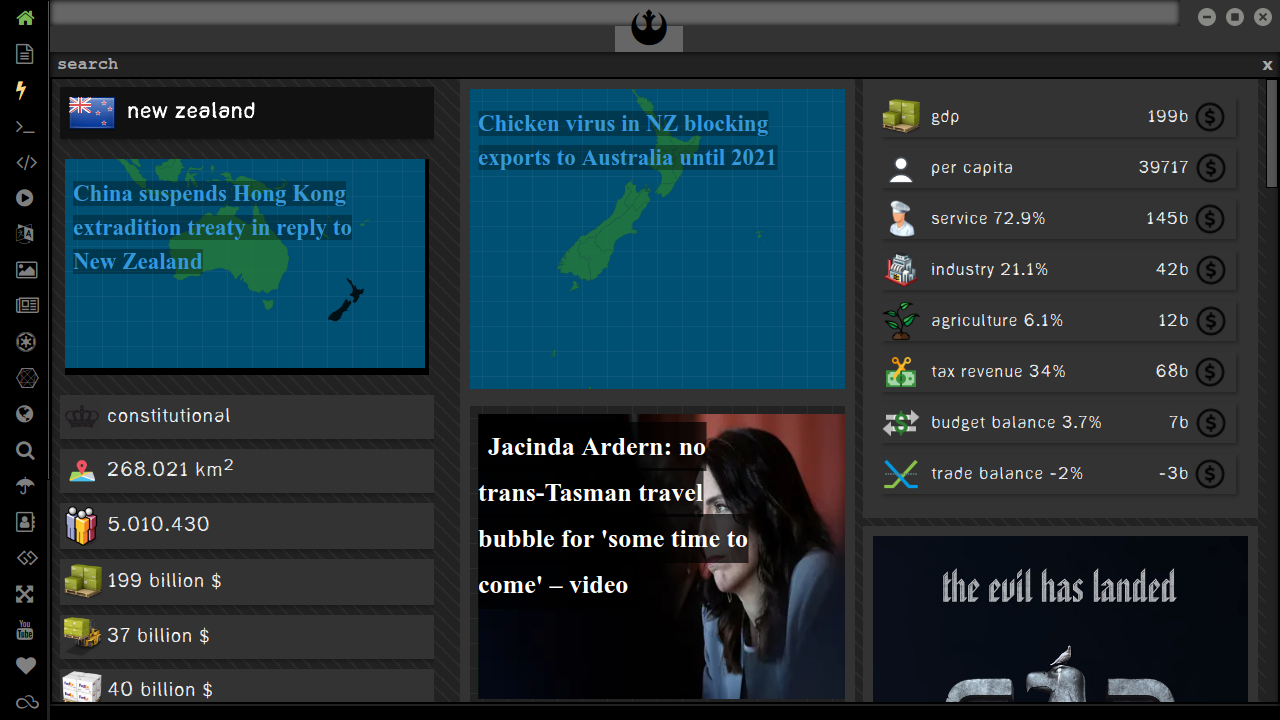 search
x
new zealand
China suspends Hong Kong
extradition treaty in reply to
New Zealand
constitutional
268.021 km²
5.010.430
199 billion $
37 billion $
40 billion $
Chicken virus in NZ blocking
exports to Australia until 2021
Jacinda Ardern: no
trans-Tasman travel
bubble for 'some time to
come' – video
gdp 199b $
per capita 39717 $
service 72.9% 145b $
industry 21.1% 42b $
agriculture 6.1% 12b $
tax revenue 34% 68b $
budget balance 3.7% 7b $
trade balance -2% -3b $
the evil has landed
You
Tube